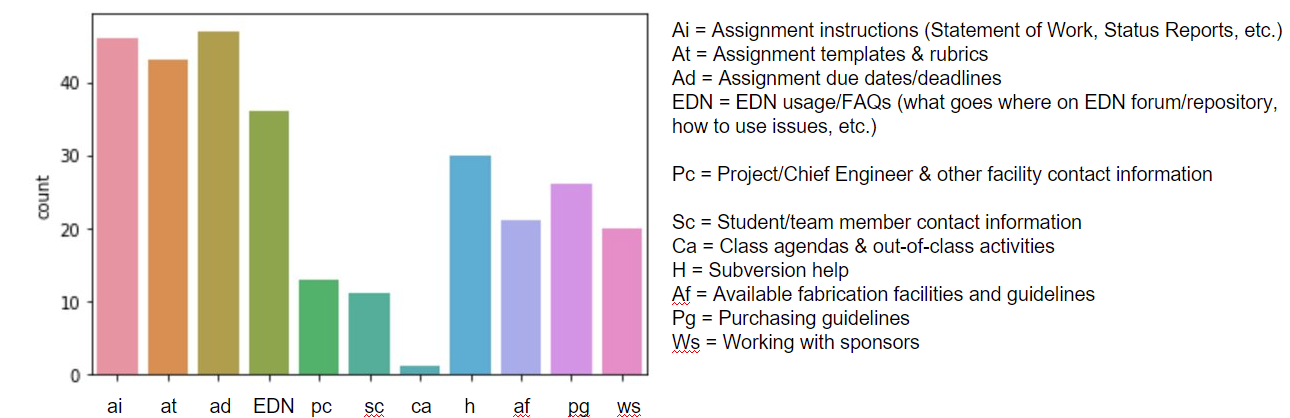 Ai = Assignment instructions (Statement of Work, Status Reports, etc.)
At = Assignment templates & rubrics
Ad = Assignment due dates/deadlines
EDN = EDN usage/FAQs (what goes where on EDN forum/repository,
how to use issues, etc.)
Pc = Project/Chief Engineer & other facility contact information
Sc = Student/team member contact information
Ca = Class agendas & out-of-class activities
H = Subversion help
Af = Available fabrication facilities and guidelines
Pg = Purchasing guidelines
Ws = Working with sponsors
count
40
30
20
10
0
ai at ad EDN pc sc ca h af pg ws